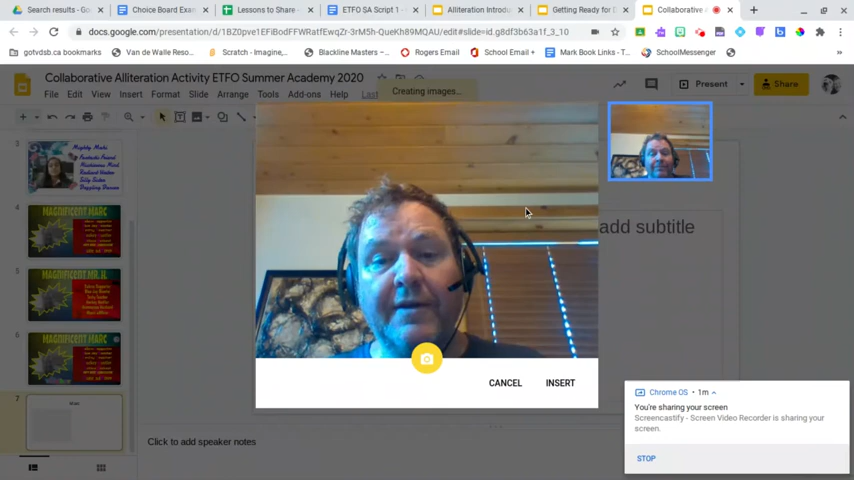 Search results - Go
Choice Board Exam
Lessons to Share -
ETFO SA Script 1 -
Alliteration Introdu
Getting Ready for D
Collaborative A
docs.google.com/presentation/d/1BZ0pve1EFiBodFFWRatfEwqZr-3rM5h-QueKh89MQAU/edit#slide=id.g8df3b63a1f_3_10
gotvdsb.ca bookmarks
Van de Walle Reso...
Scratch - Imagine,...
Blackline Masters –...
Rogers Email
School Email +
Mark Book Links - T...
SchoolMessenger
Collaborative Alliteration Activity ETFO Summer Academy 2020
File Edit View Insert Format Slide Arrange Tools Add-ons Help Last
Creating images...
Present
Share
3
Mighty Marki
4
MAGNIFICENT MARC
5
6
MAGNIFICENT MARC
7
add subtitle
CANCEL
INSERT
Click to add speaker notes
Chrome OS • 1m
You're sharing your screen
Screencastify - Screen Video Recorder is sharing your
screen.
STOP